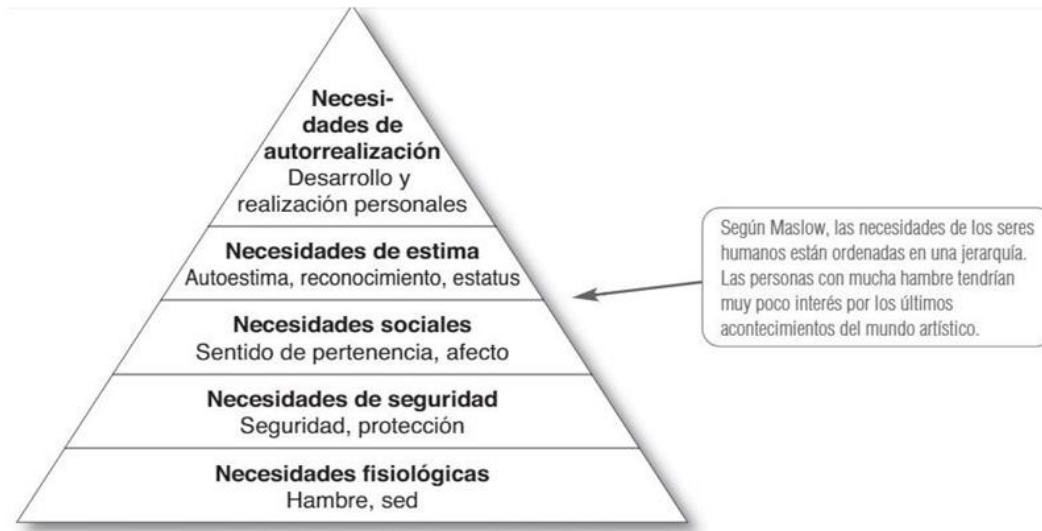 Necesi-
dades de
autorrealización
Desarrollo y
realización personales
Necesidades de estima
Autoestima, reconocimiento, estatus
Necesidades sociales
Sentido de pertenencia, afecto
Necesidades de seguridad
Seguridad, protección
Necesidades fisiológicas
Hambre, sed
Según Maslow, las necesidades de los seres
humanos están ordenadas en una jerarquía.
Las personas con mucha hambre tendrían
muy poco interés por los últimos
acontecimientos del mundo artístico.